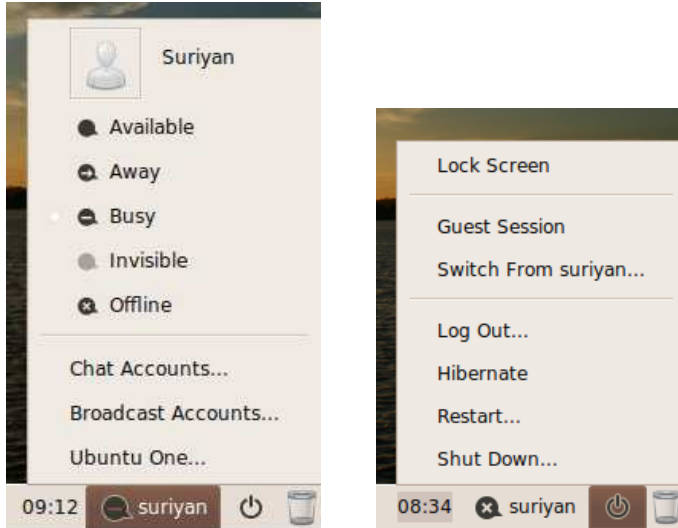 Suriyan
Available
Away
Busy
Invisible
Offline
Chat Accounts...
Broadcast Accounts...
Ubuntu One...
09:12 suriyan
Lock Screen
Guest Session
Switch From suriyan...
Log Out...
Hibernate
Restart...
Shut Down...
08:34 suriyan